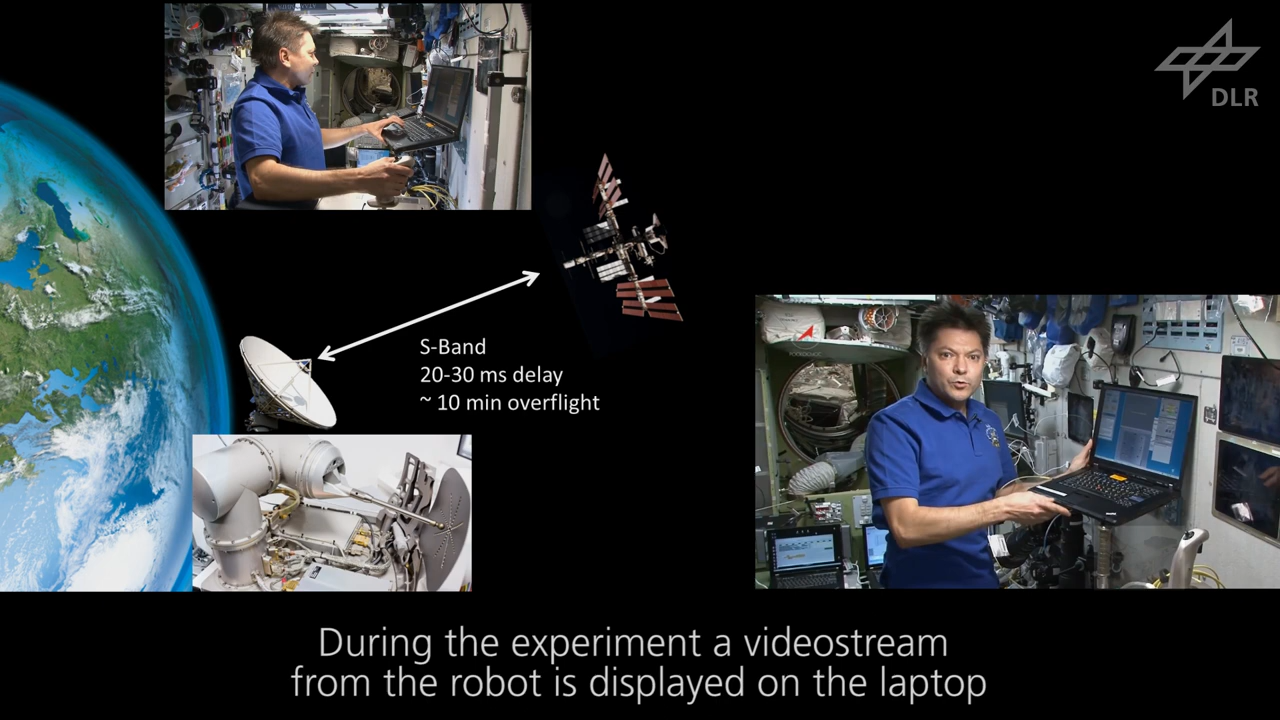 DLR
S-Band
20-30 ms delay
~ 10 min overflight
During the experiment a videostream
from the robot is displayed on the laptop